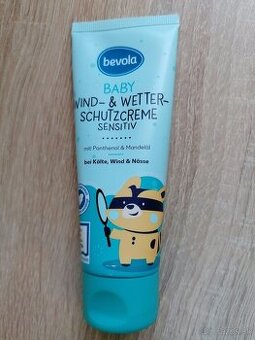 bevola
BABY
WIND- & WETTER-
SCHUTZCREME
SENSITIV
mit Panthenol & Mandelöl
bei Kälte, Wind & Nässe